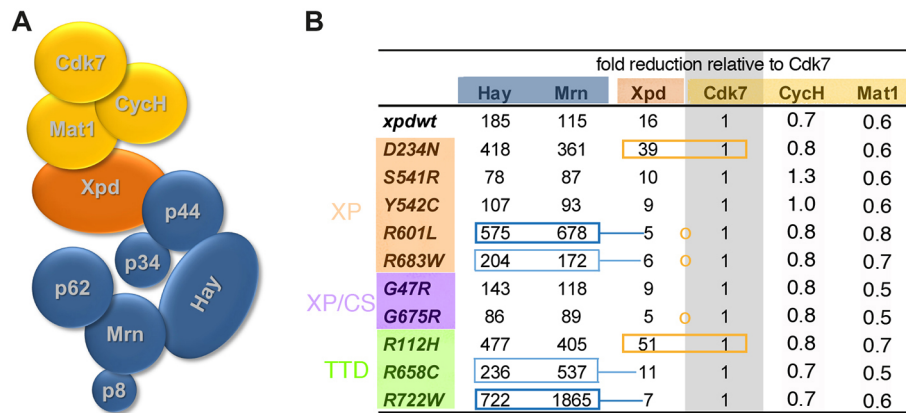 A
Cdk7
CycH
Mat1
Xpd
p44
p34
p62
Hay
Mrn
p8
B
fold reduction relative to Cdk7
Hay Mrn Xpd Cdk7 CycH Mat1
xpdwt 185 115 16 1 0.7 0.6
XP
D234N 418 361 39 1 0.8 0.6
S541R 78 87 10 1 1.3 0.6
Y542C 107 93 9 1 1.0 0.6
R601L 575 678 5 o 1 0.8 0.8
R683W 204 172 6 o 1 0.8 0.7
XP/CS
G47R 143 118 9 1 0.8 0.5
G675R 86 89 5 o 1 0.8 0.5
TTD
R112H 477 405 51 1 0.8 0.7
R658C 236 537 11 1 0.7 0.5
R722W 722 1865 7 1 0.7 0.6